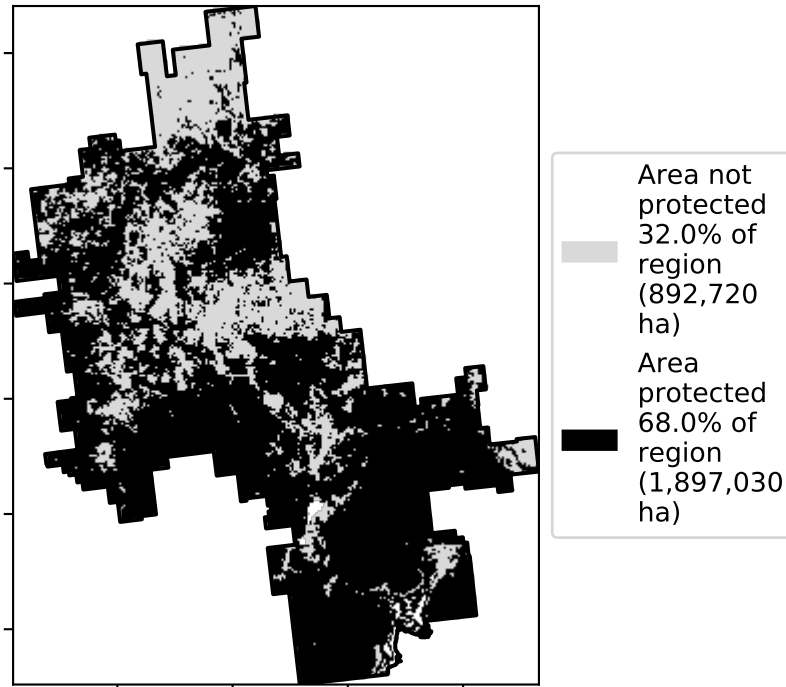 Area not
protected
32.0% of
region
(892,720
ha)
Area
protected
68.0% of
region
(1,897,030
ha)